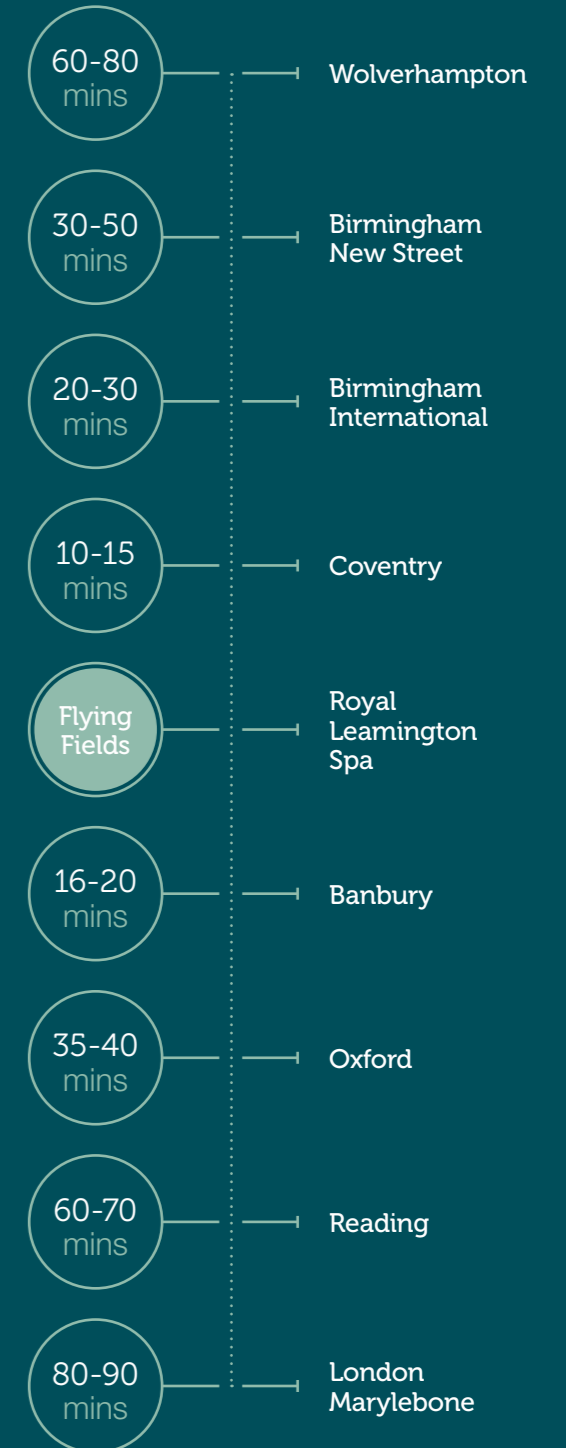 60-80
mins
Wolverhampton
30-50
mins
Birmingham
New Street
20-30
mins
Birmingham
International
10-15
mins
Coventry
Flying
Fields
Royal
Leamington
Spa
16-20
mins
Banbury
35-40
mins
Oxford
60-70
mins
Reading
80-90
mins
London
Marylebone